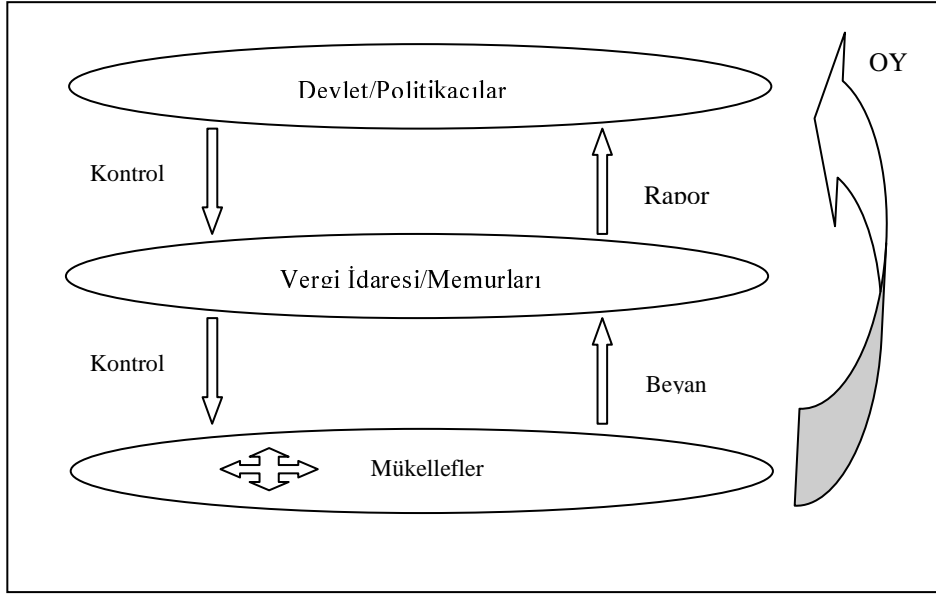 OY
Devlet/Politikacılar
Kontrol
Rapor
Vergi İdaresi/Memurları
Kontrol
Beyan
Mükellefler